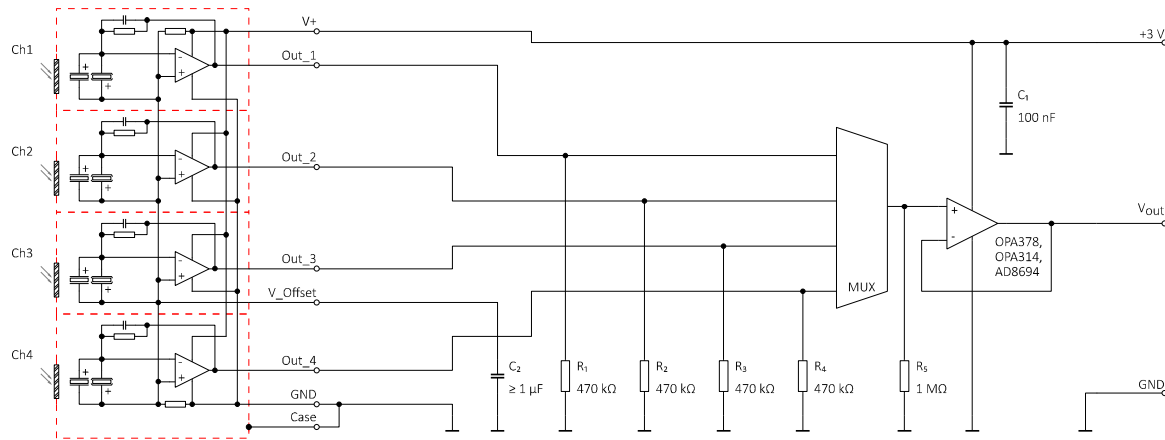 Ch1
V+
Out_1
+3 V
C₁
100 nF
Ch2
Out_2
Ch3
Out_3
V_Offset
MUX
+
-
OPA378,
OPA314,
AD8694
Vout
Ch4
Out_4
C₂
≥ 1 µF
R₁
470 kΩ
R₂
470 kΩ
R₃
470 kΩ
R₄
470 kΩ
R₅
1 MΩ
GND
Case
GND